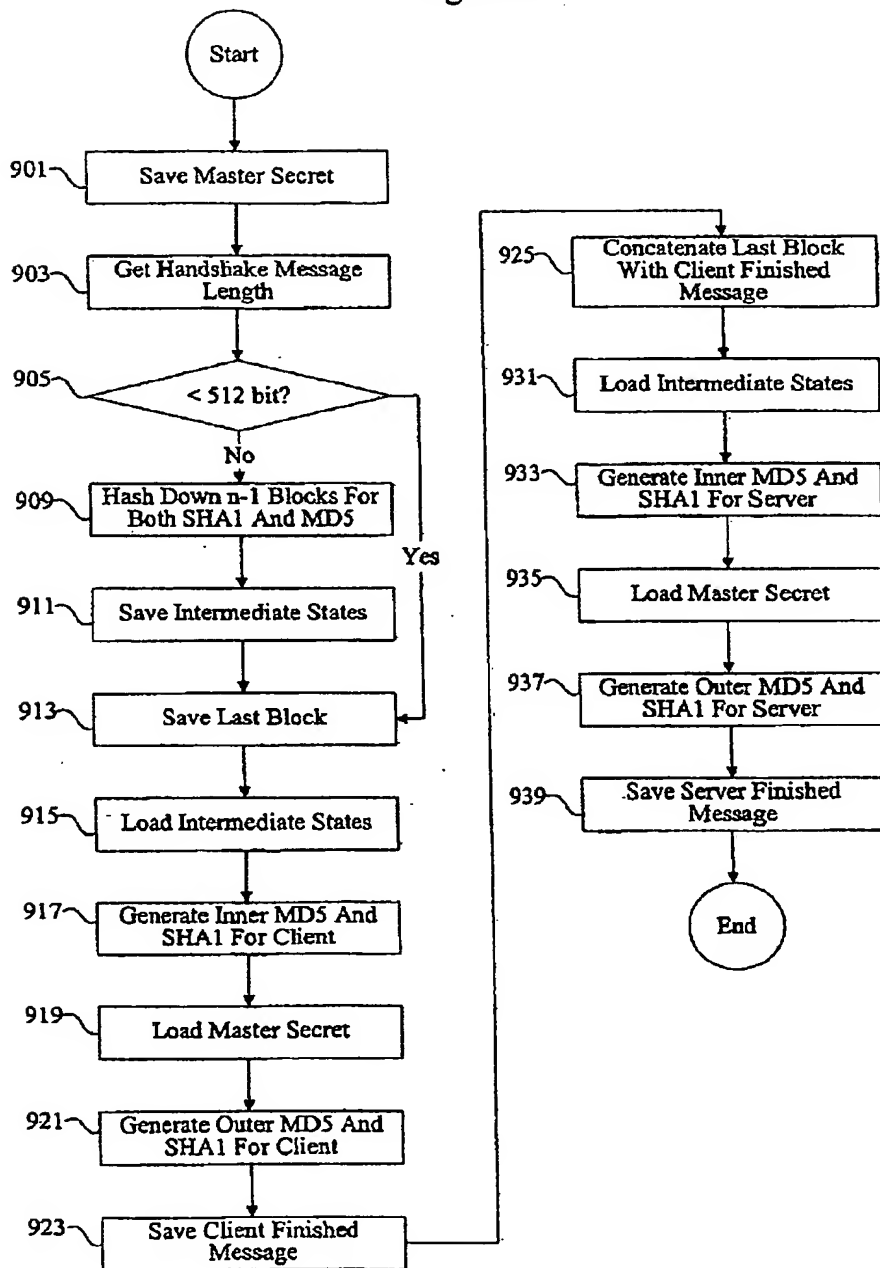 Start
901
Save Master Secret
903
Get Handshake Message
Length
905
< 512 bit?
No
Yes
909
Hash Down n-1 Blocks For
Both SHA1 And MD5
911
Save Intermediate States
913
Save Last Block
915
Load Intermediate States
917
Generate Inner MD5 And
SHA1 For Client
919
Load Master Secret
921
Generate Outer MD5 And
SHA1 For Client
923
Save Client Finished
Message
925
Concatenate Last Block
With Client Finished
Message
931
Load Intermediate States
933
Generate Inner MD5 And
SHA1 For Server
935
Load Master Secret
937
Generate Outer MD5 And
SHA1 For Server
939
Save Server Finished
Message
End